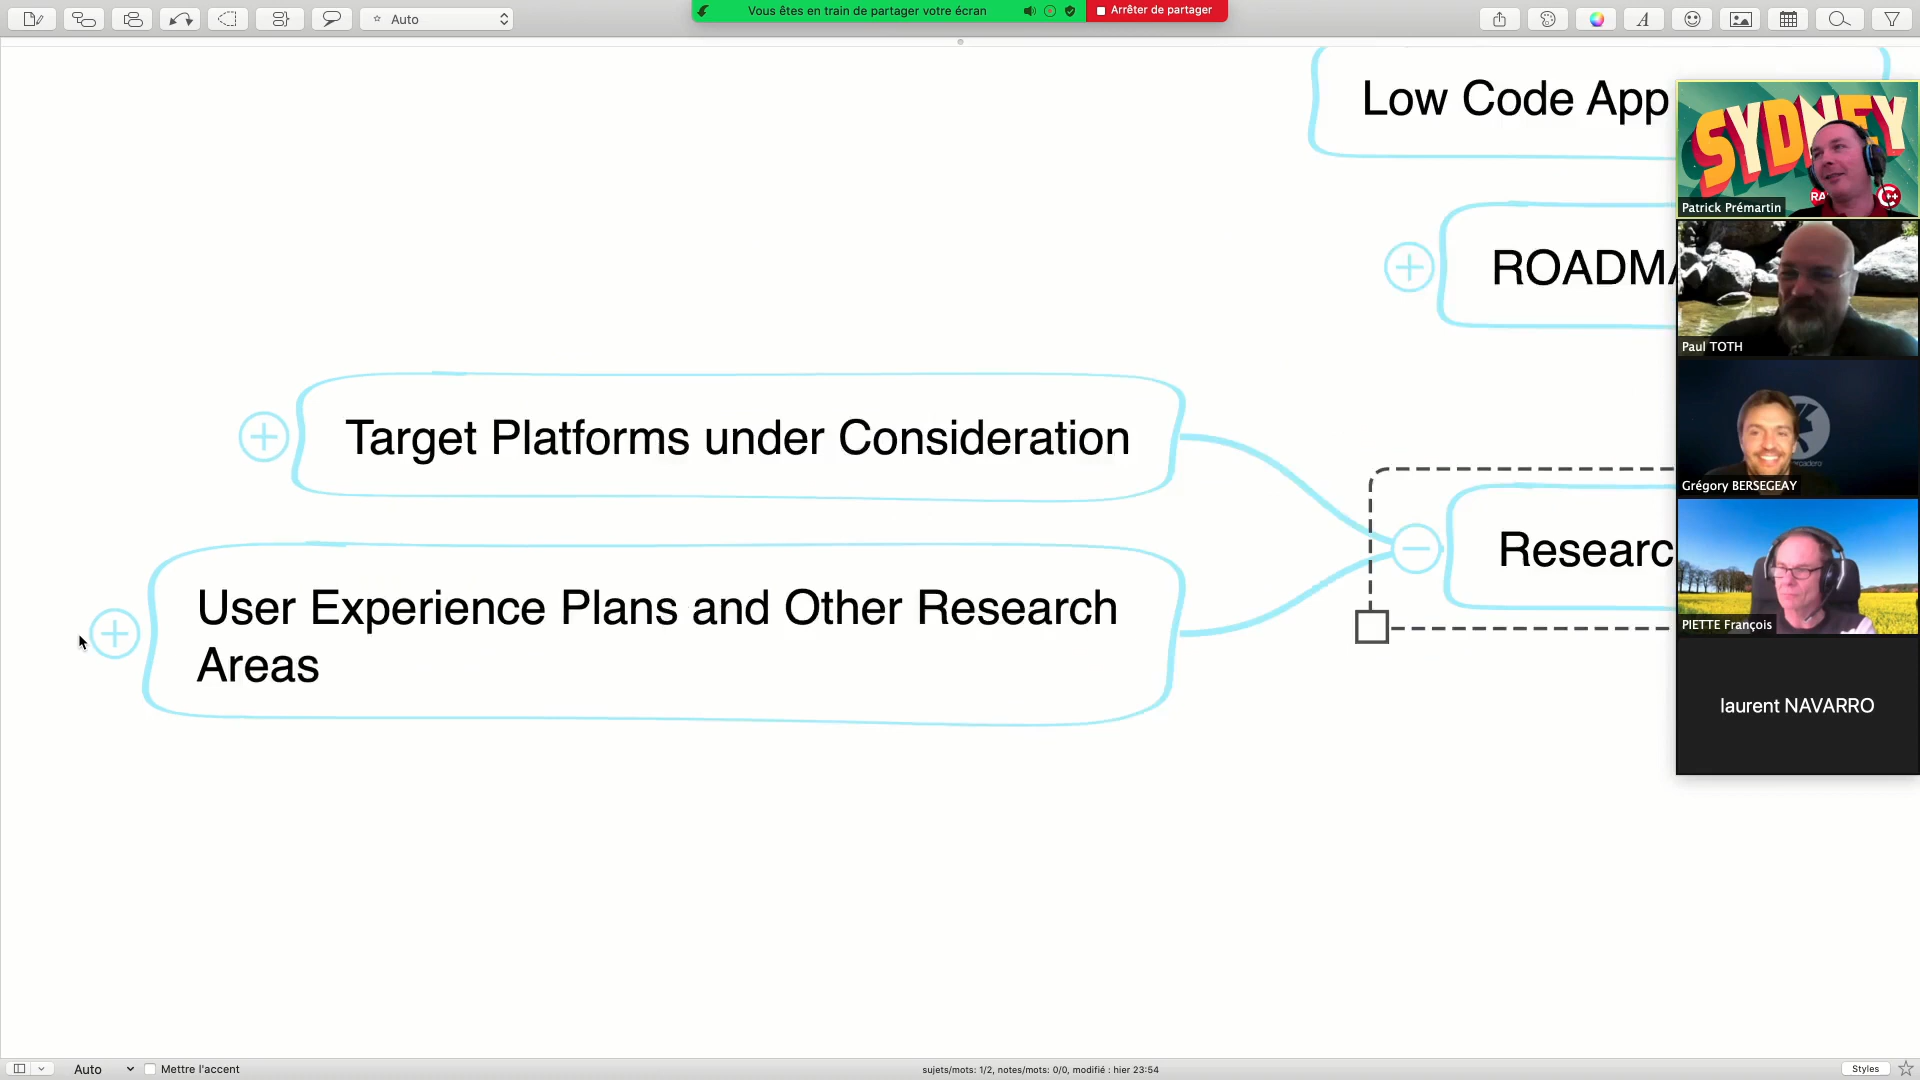 Auto
Vous êtes en train de partager votre écran
Arrêter de partager
Low Code App
ROADMA
Target Platforms under Consideration
Researc
User Experience Plans and Other Research
Areas
SYDNEY
RA
C++
Patrick Prémartin
Paul TOTH
Grégory BERSEGEAY
PIETTE François
laurent NAVARRO
Auto
Mettre l'accent
sujets/mots: 1/2, notes/mots: 0/0, modifié : hier 23:54
Styles